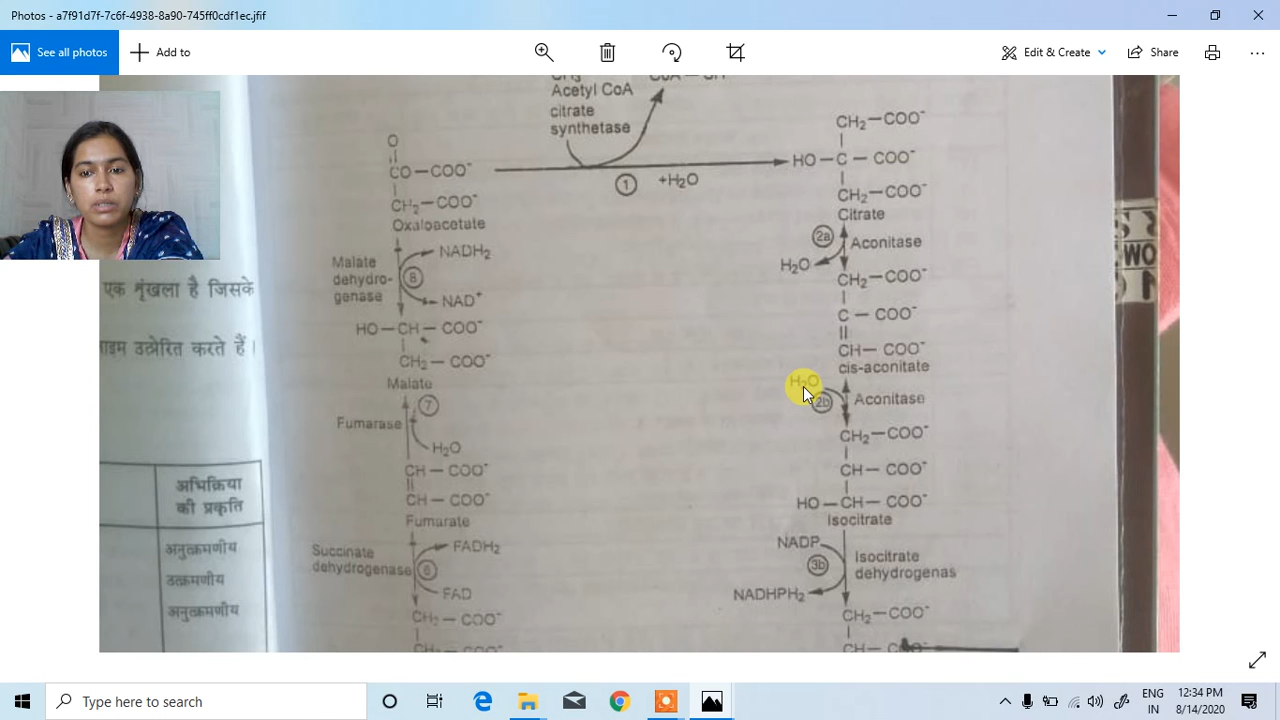 Photos - a7f91d7f-7c6f-4938-8a90-745ff0cdf1ec.jfif
See all photos
Add to
Edit & Create
Share
Acetyl CoA
citrate
synthetase
O
CO—COO⁻
CH₂—COO⁻
Oxaloacetate
1
+H₂O
CH₂—COO⁻
HO—C—COO⁻
CH₂—COO⁻
Citrate
2a
Aconitase
H₂O
CH₂—COO⁻
C—COO⁻
CH—COO⁻
cis-aconitate
H₂O
2b
Aconitase
CH₂—COO⁻
CH—COO⁻
HO—CH—COO⁻
Isocitrate
NADP
3b
Isocitrate
dehydrogenas
NADHPH₂
CH₂—COO⁻
NADH₂
Malate
dehydro-
genase
8
NAD⁺
HO—CH—COO⁻
CH₂—COO⁻
Malate
7
Fumarase
H₂O
CH—COO⁻
CH—COO⁻
Fumarate
Succinate
dehydrogenase
FADH₂
6
FAD
CH₂—COO⁻
एक शृंखला है जिसके
उत्प्रेरित करते हैं।
अभिक्रिया
की प्रकृति
अनुत्क्रमणीय
उत्क्रमणीय
अनुत्क्रमणीय
Type here to search
ENG
IN
12:34 PM
8/14/2020